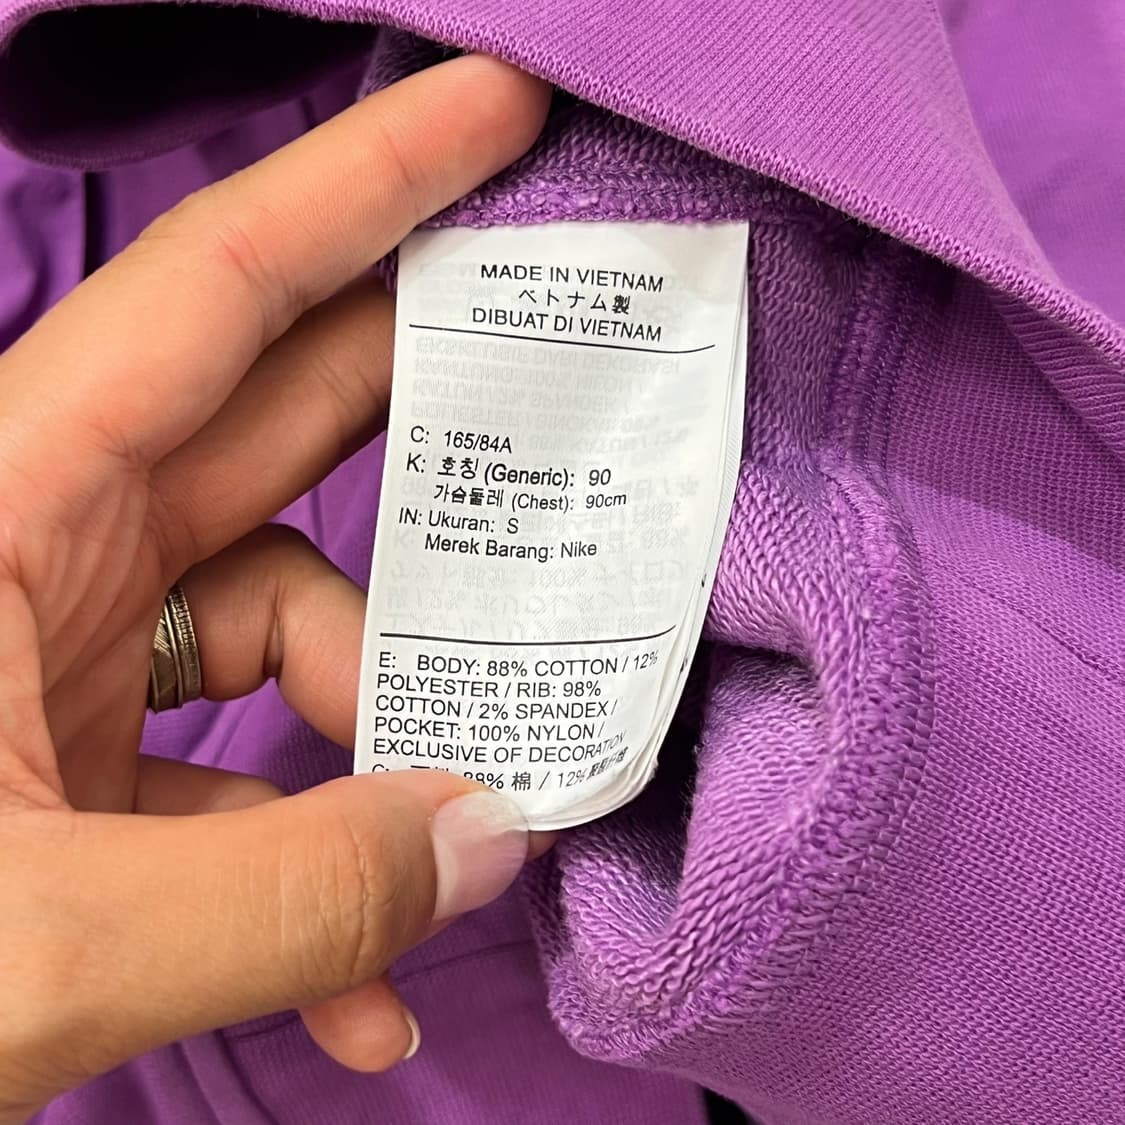 MADE IN VIETNAM
ベトナム製
DIBUAT DI VIETNAM
C: 165/84A
K: 호칭 (Generic): 90
가슴둘레 (Chest): 90cm
IN: Ukuran: S
Merek Barang: Nike
E: BODY: 88% COTTON / 12%
POLYESTER / RIB: 98%
COTTON / 2% SPANDEX /
POCKET: 100% NYLON /
EXCLUSIVE OF DECORATION
88% 棉 / 12%